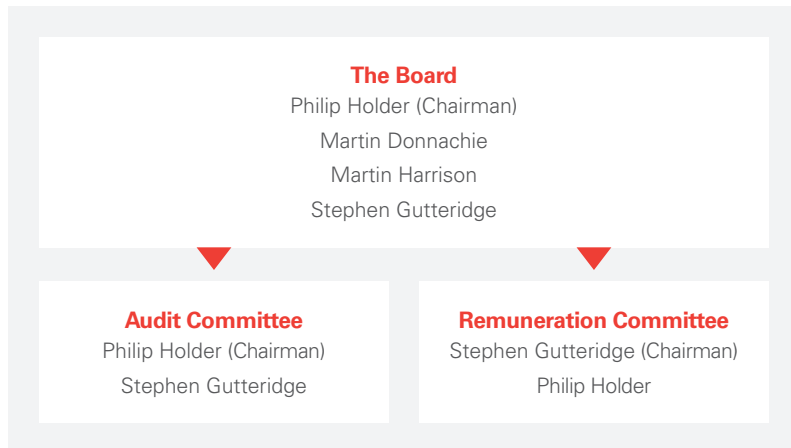 The Board
Philip Holder (Chairman)
Martin Donnachie
Martin Harrison
Stephen Gutteridge
Audit Committee
Philip Holder (Chairman)
Stephen Gutteridge
Remuneration Committee
Stephen Gutteridge (Chairman)
Philip Holder